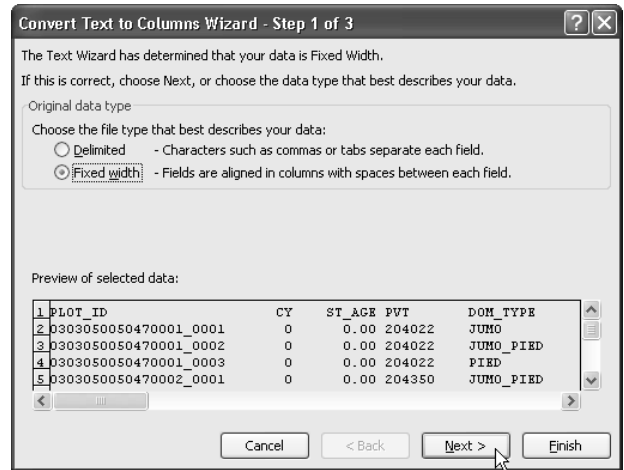 Convert Text to Columns Wizard - Step 1 of 3
The Text Wizard has determined that your data is Fixed Width.
If this is correct, choose Next, or choose the data type that best describes your data.
Original data type
Choose the file type that best describes your data:
Delimited - Characters such as commas or tabs separate each field.
Fixed width - Fields are aligned in columns with spaces between each field.
Preview of selected data:
1 PLOT_ID CY ST_AGE PVT DOM_TYPE
2 0303050050470001_0001 0 0.00 204022 JUMO
3 0303050050470001_0002 0 0.00 204022 JUMO_PIED
4 0303050050470001_0003 0 0.00 204022 PIED
5 0303050050470002_0001 0 0.00 204350 JUMO_PIED
Cancel < Back Next > Finish